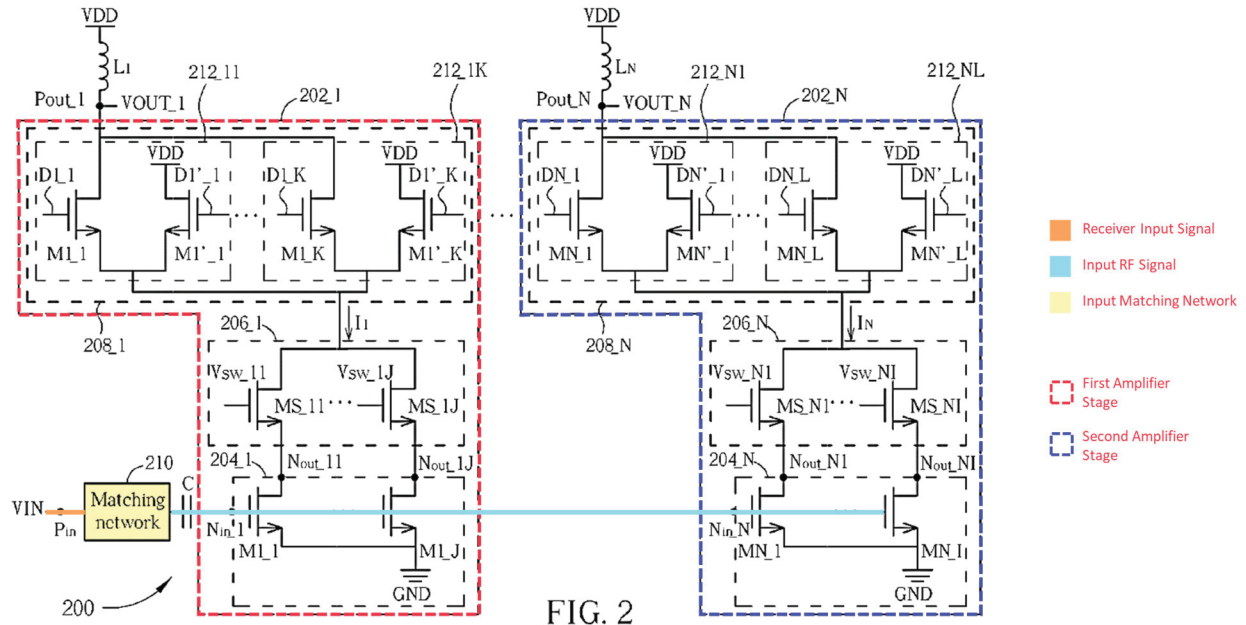 VDD VDD
L1 212_11 212_1K LN 212_N1 212_NL
Pout_1 VOUT_1 202_1 Pout_N VOUT_N 202_N
VDD VDD VDD VDD
D1_1 D1'_1 D1_K D1'_K DN_1 DN'_1 DN_L DN'_L
M1_1 M1'_1 M1_K M1'_K MN_1 MN'_1 MN_L MN'_L
Receiver Input Signal
Input RF Signal
Input Matching Network
208_1 206_1 I1 208_N 206_N IN
VSW_11 VSW_1J VSW_N1 VSW_NI
MS_11 MS_1J MS_N1 MS_NI
First Amplifier
Stage
Second Amplifier
Stage
210 204_1 Nout_11 Nout_1J 204_N Nout_N1 Nout_NI
VIN Pin Matching
network
C Nin_1 Nin_N
M1_1 M1_J MN_1 MN_I
200 GND GND
FIG. 2